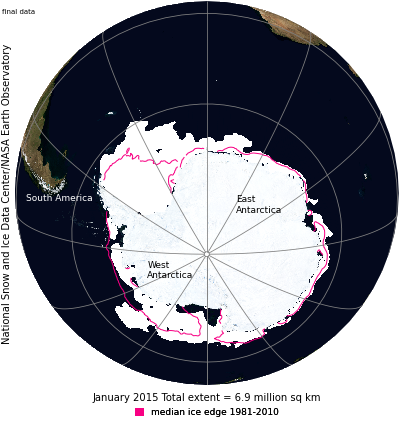 final data
National Snow and Ice Data Center/NASA Earth Observatory
South America
East
Antarctica
West
Antarctica
January 2015 Total extent = 6.9 million sq km
median ice edge 1981-2010